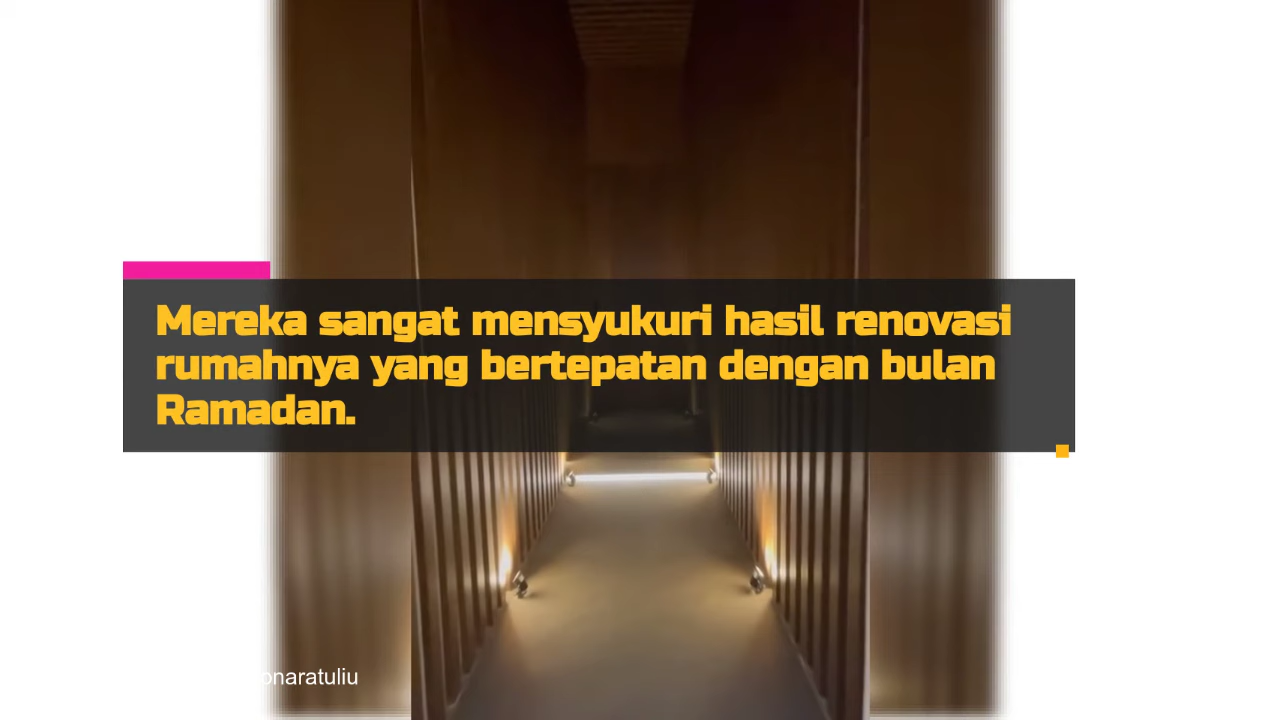 Mereka sangat mensyukuri hasil renovasi
rumahnya yang bertepatan dengan bulan
Ramadan.